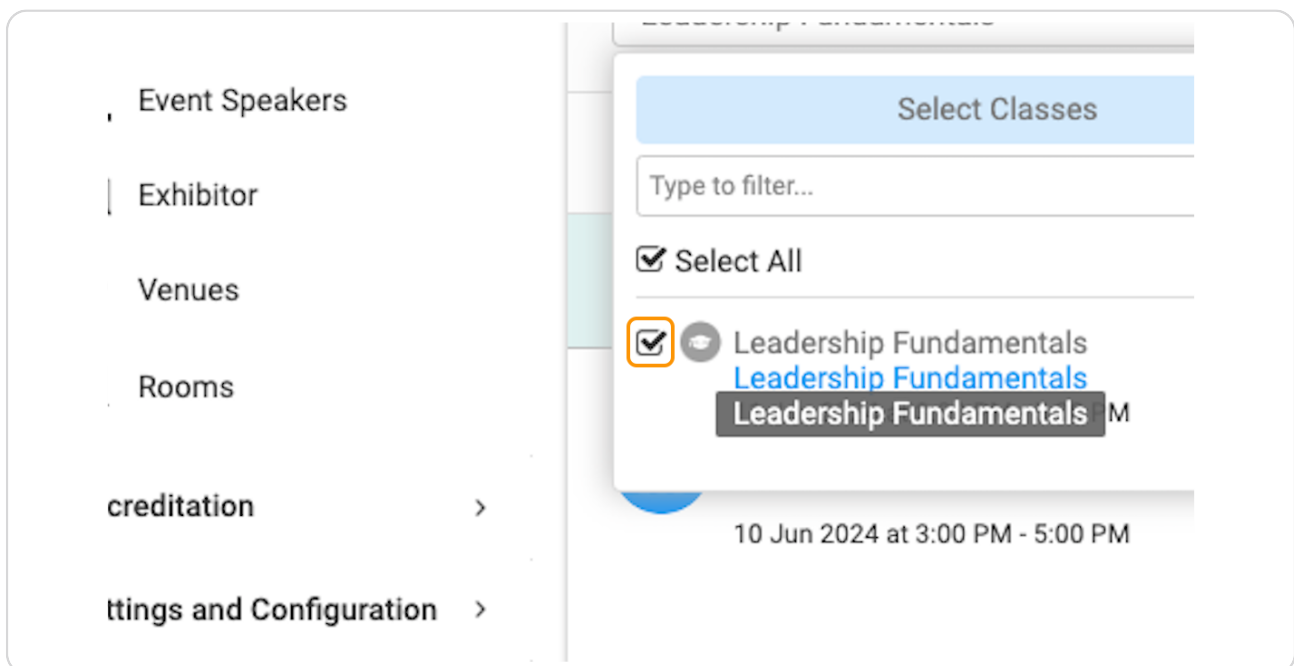 Event Speakers
Exhibitor
Venues
Rooms
creditation
ttings and Configuration
Select Classes
Type to filter...
Select All
Leadership Fundamentals
Leadership Fundamentals
Leadership Fundamentals PM
10 Jun 2024 at 3:00 PM - 5:00 PM